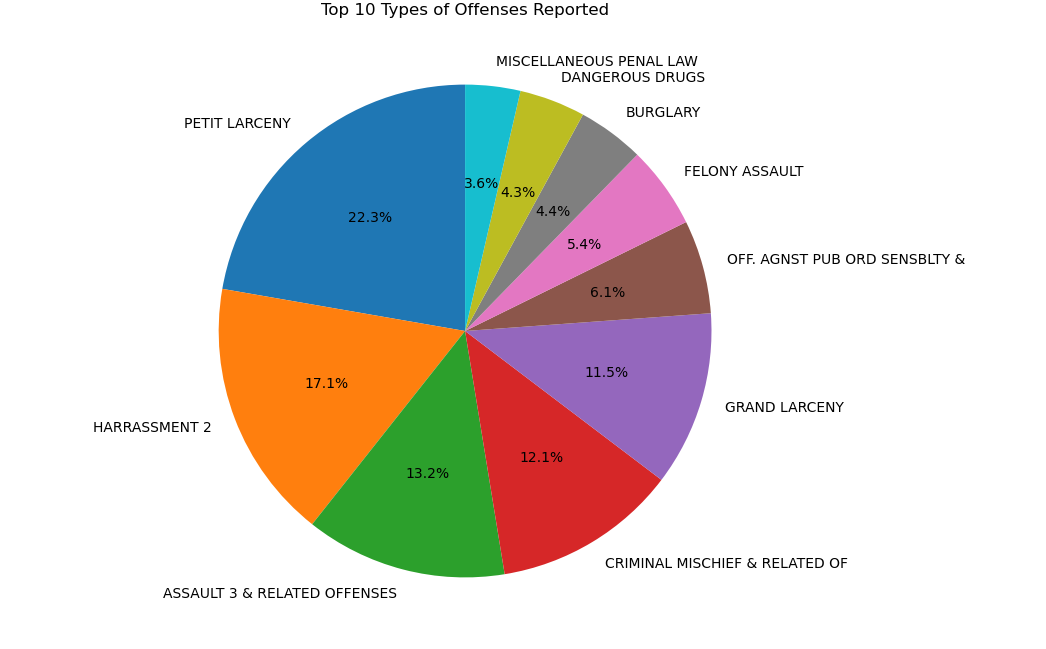 Top 10 Types of Offenses Reported
MISCELLANEOUS PENAL LAW
DANGEROUS DRUGS
BURGLARY
PETIT LARCENY
FELONY ASSAULT
3.6%
4.3%
4.4%
22.3%
5.4%
OFF. AGNST PUB ORD SENSBLTY &
6.1%
11.5%
17.1%
GRAND LARCENY
HARRASSMENT 2
12.1%
13.2%
CRIMINAL MISCHIEF & RELATED OF
ASSAULT 3 & RELATED OFFENSES